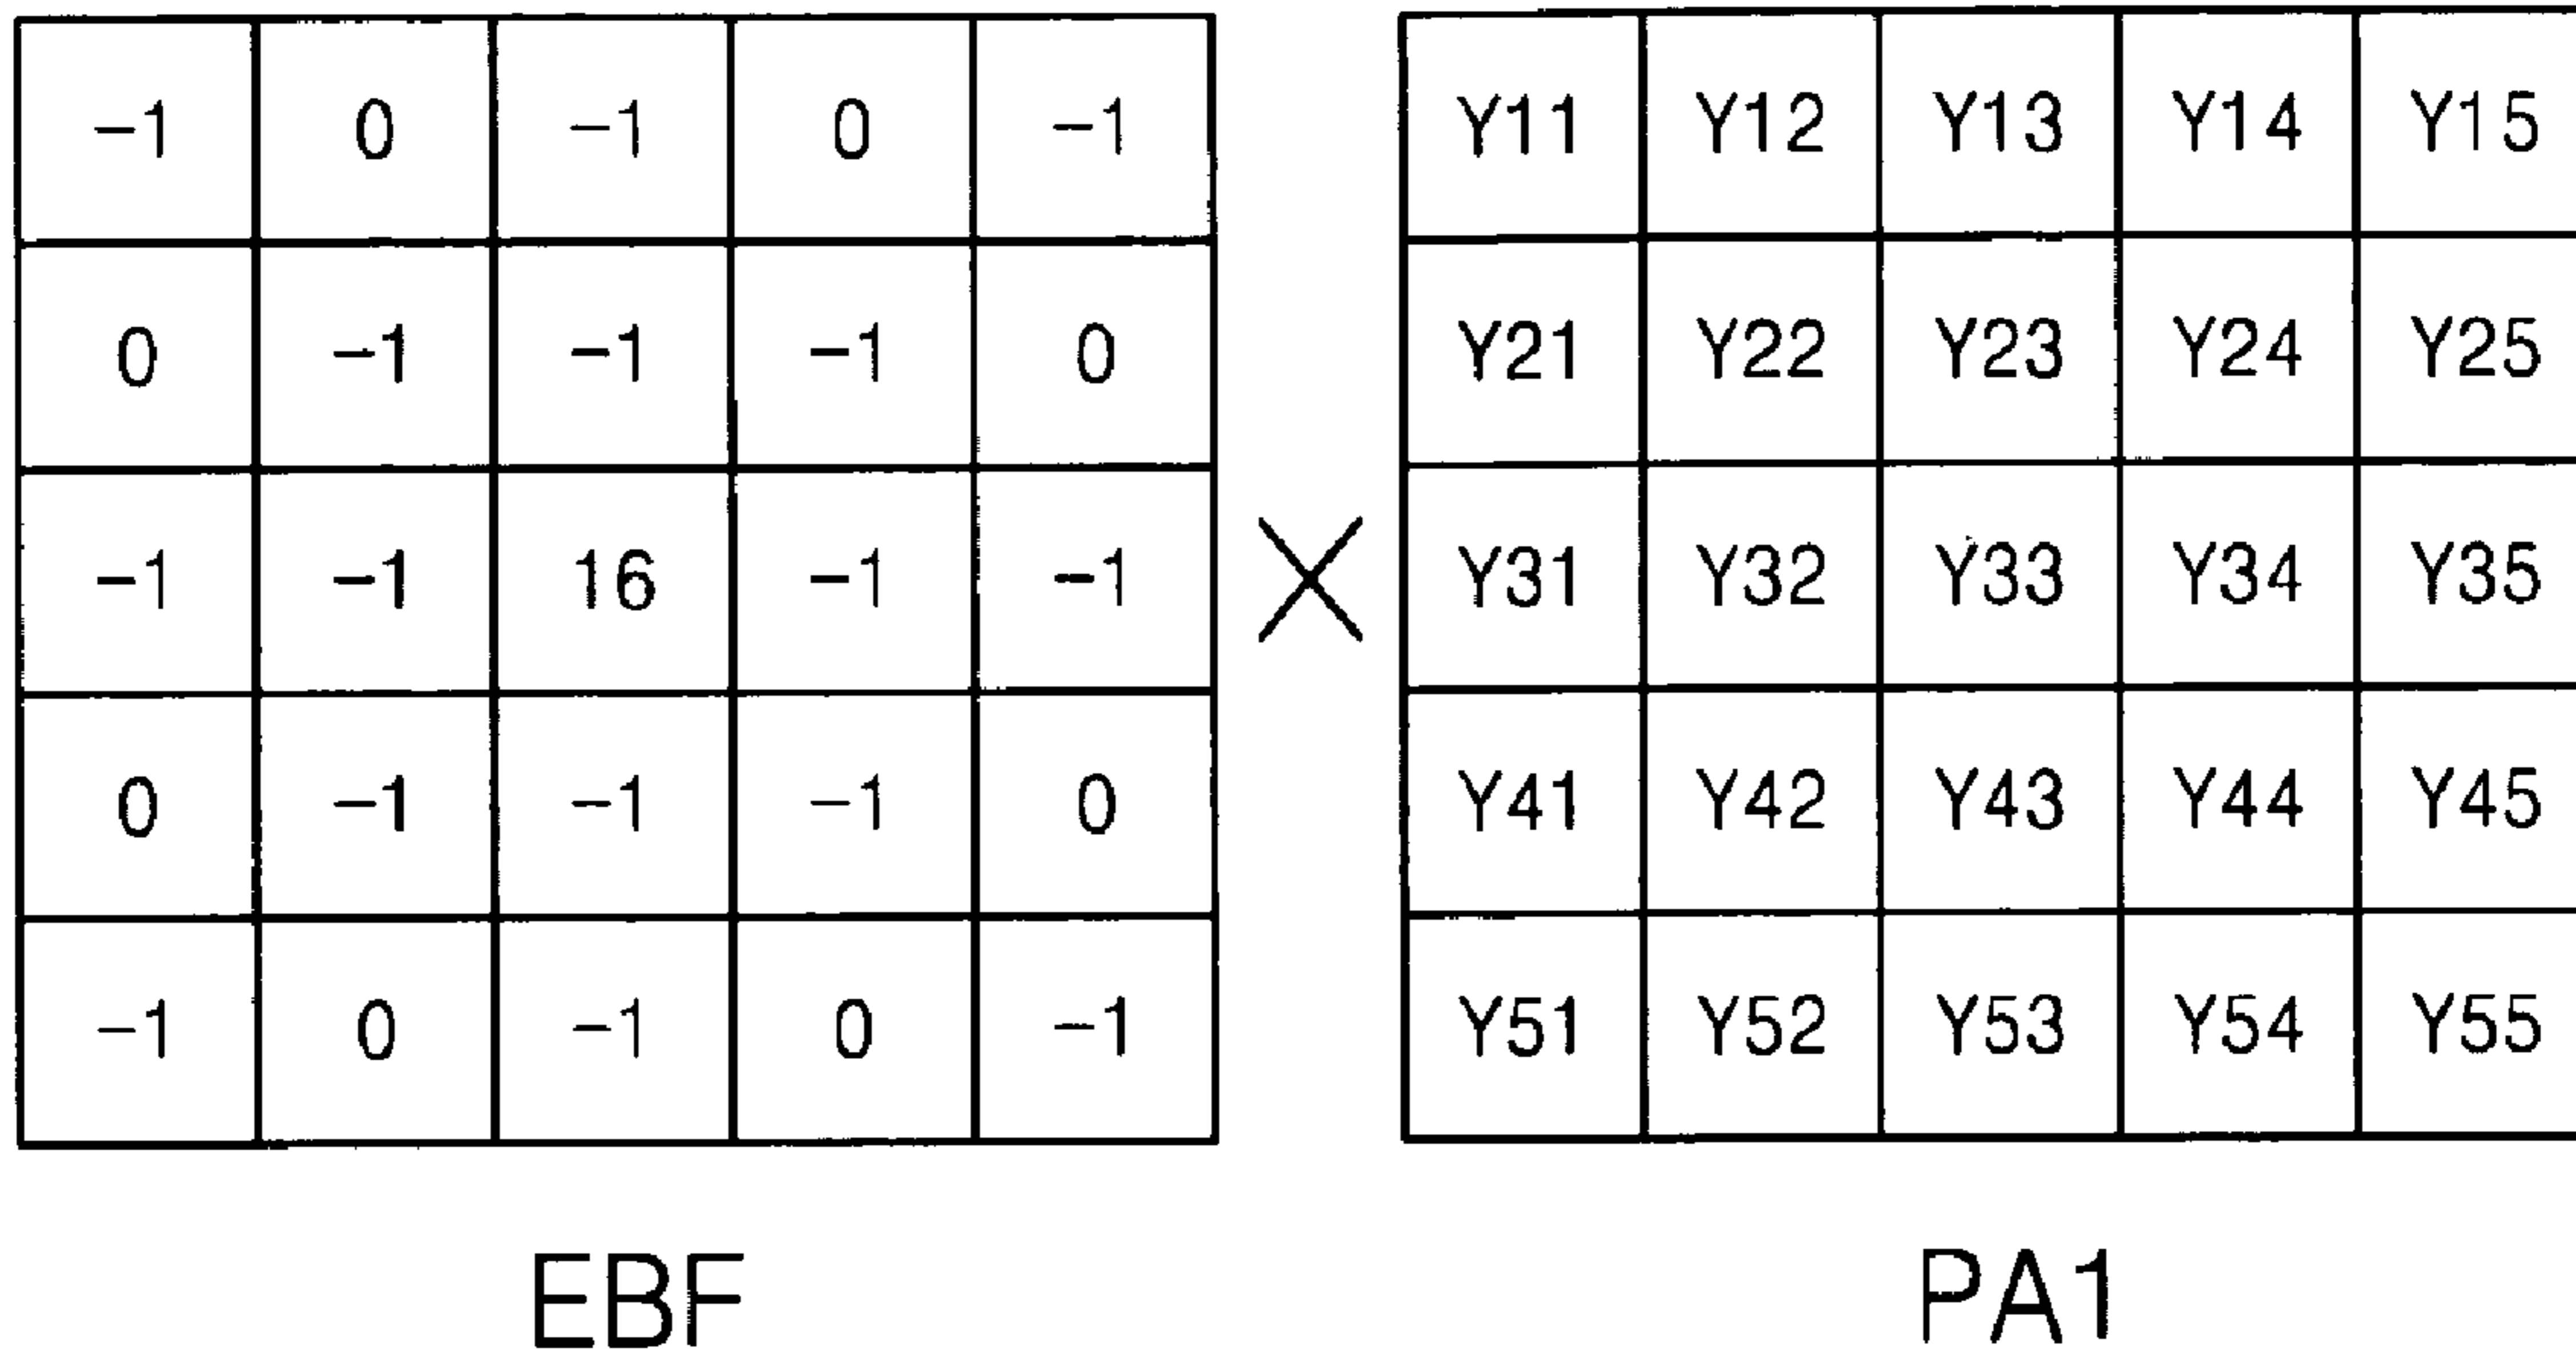 -1 0 -1 0 -1 Y11 Y12 Y13 Y14 Y15
0 -1 -1 -1 0 Y21 Y22 Y23 Y24 Y25
-1 -1 16 -1 -1 × Y31 Y32 Y33 Y34 Y35
0 -1 -1 -1 0 Y41 Y42 Y43 Y44 Y45
-1 0 -1 0 -1 Y51 Y52 Y53 Y54 Y55
EBF PA1